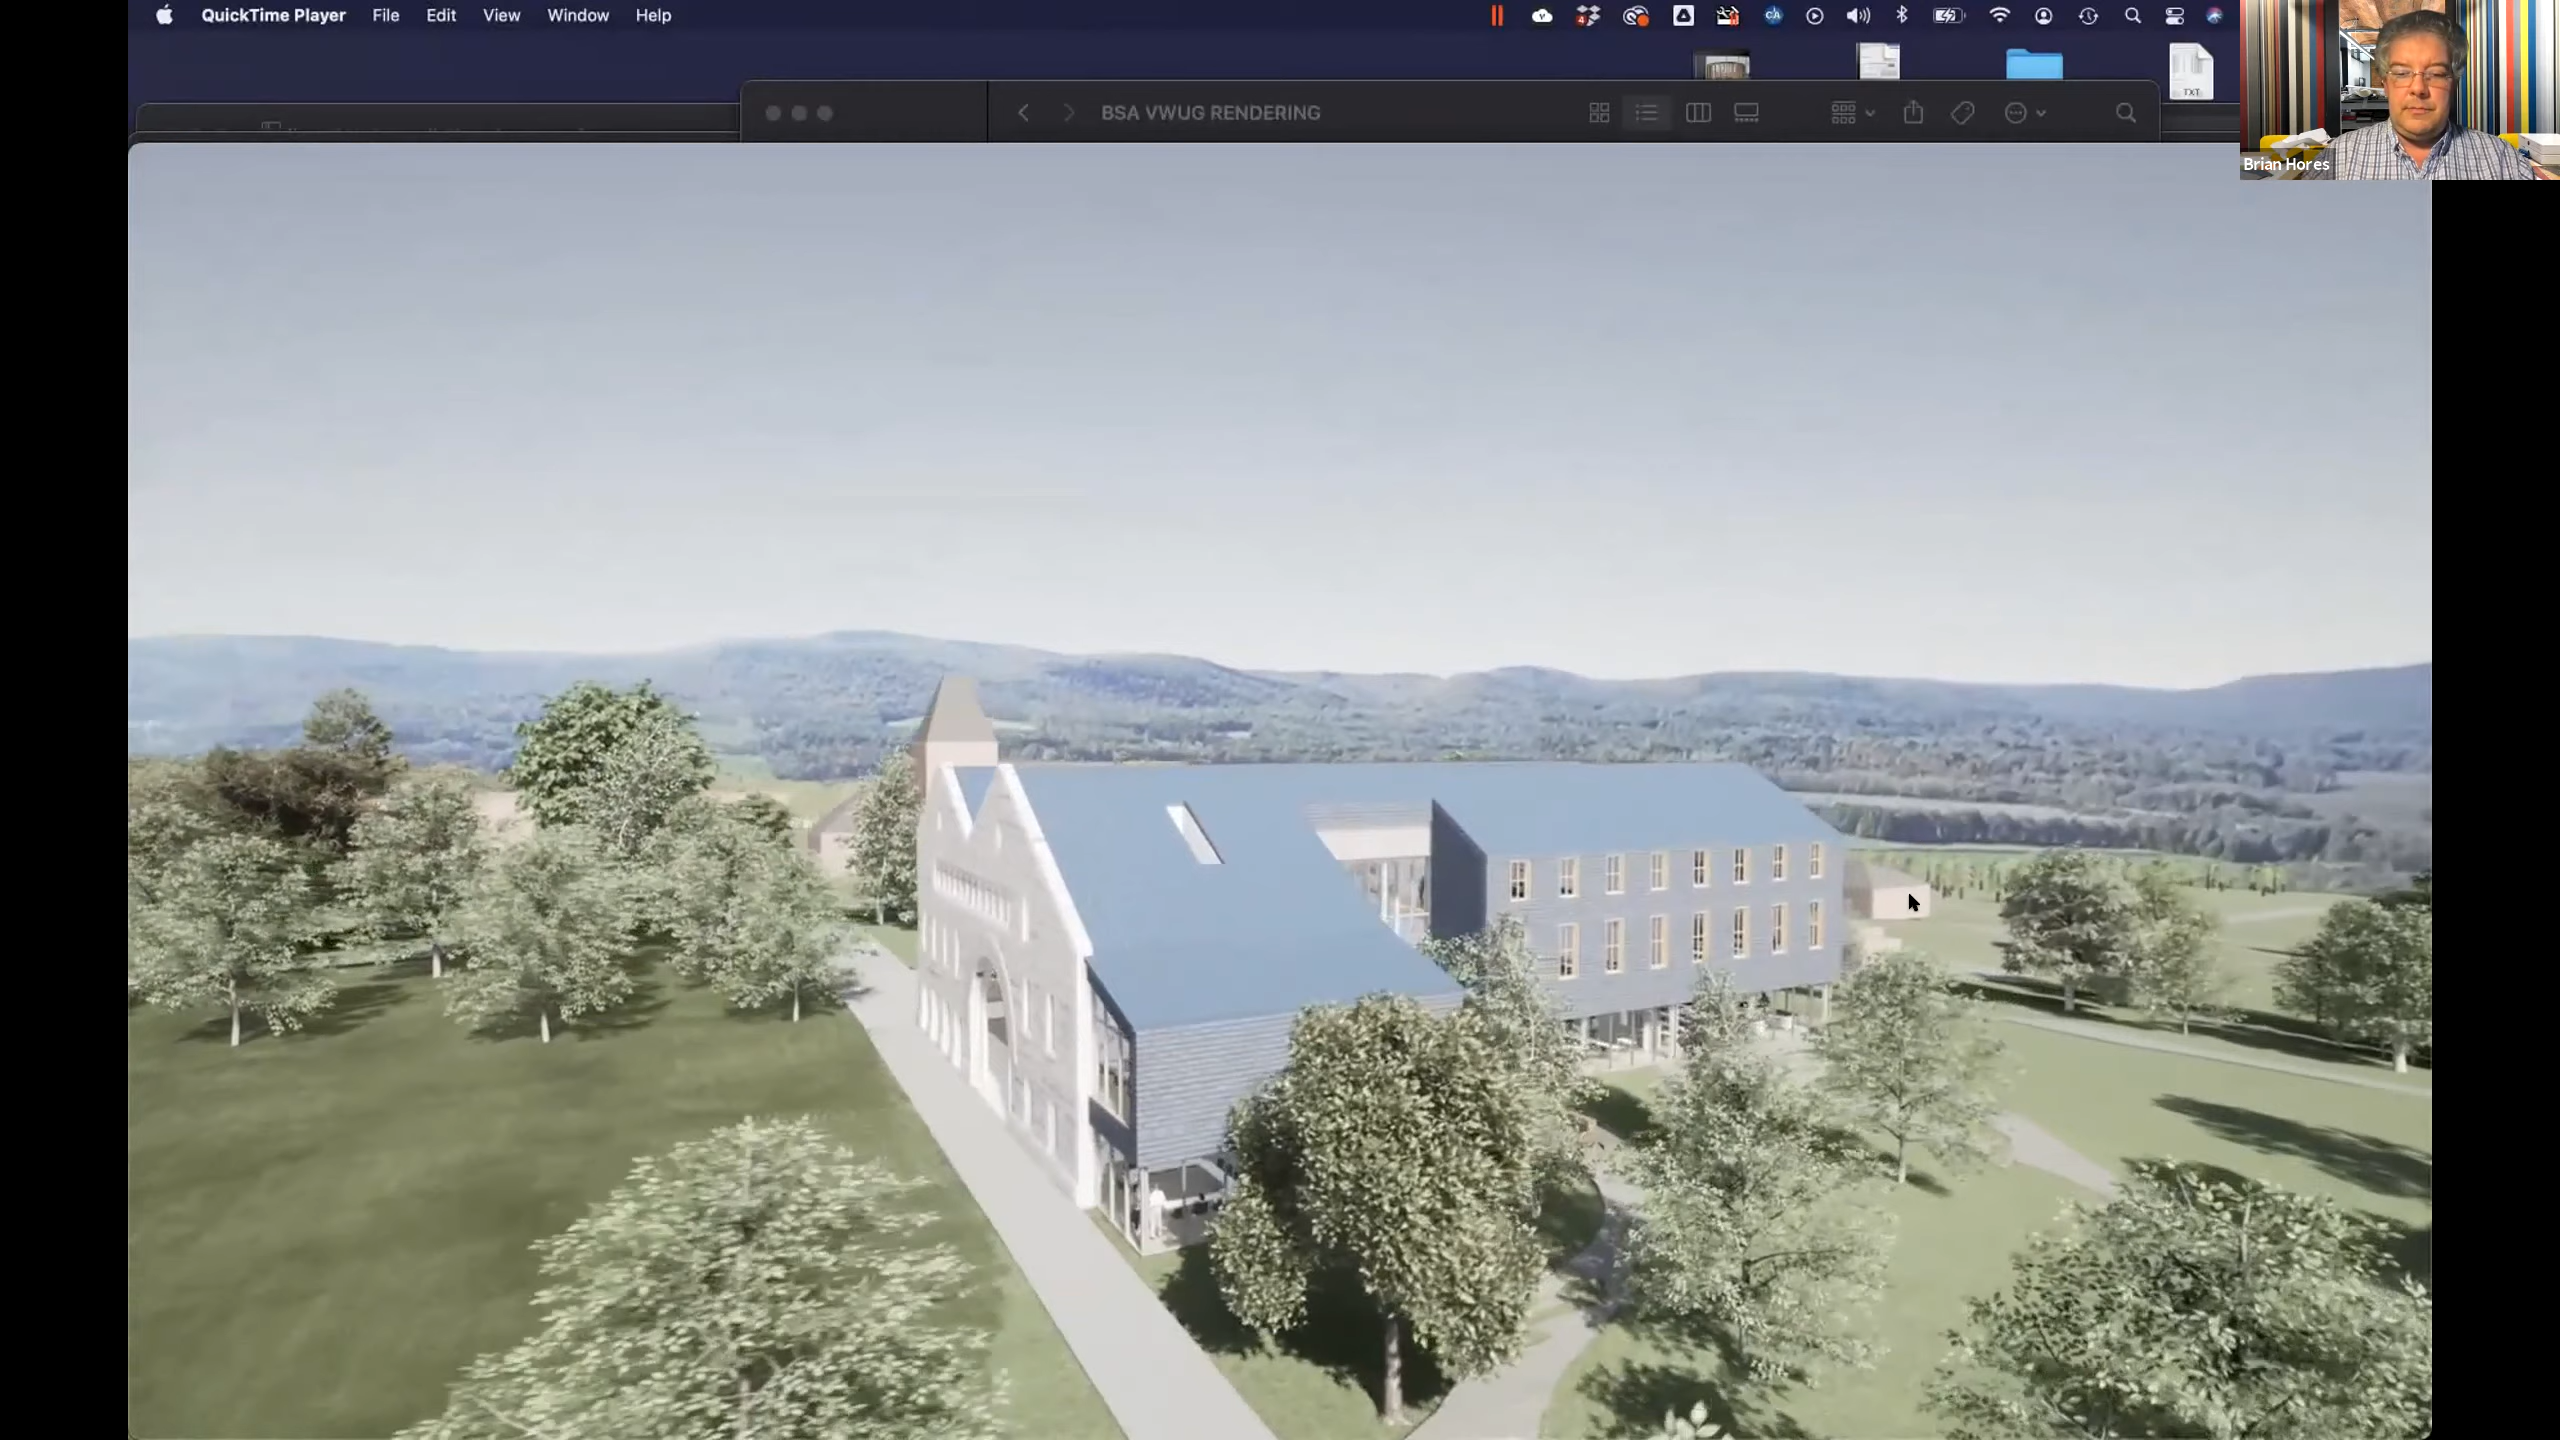 QuickTime Player File Edit View Window Help
BSA VWUG RENDERING
TXT
Brian Hores